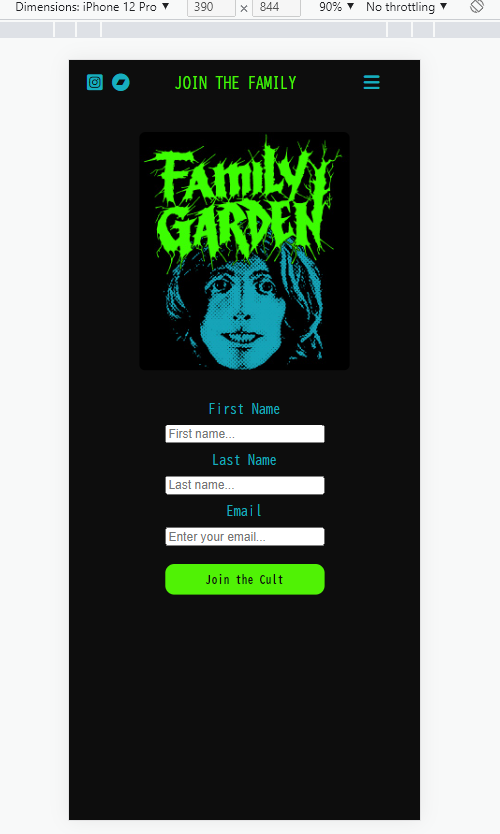 Dimensions: iPhone 12 Pro ▼ 390 × 844 90% ▼ No throttling ▼
JOIN THE FAMILY
FAmiLy
GARDEN
First Name
First name...
Last Name
Last name...
Email
Enter your email...
Join the Cult